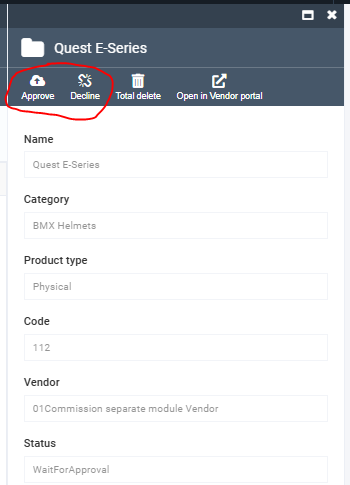 Quest E-Series
Approve Decline Total delete Open in Vendor portal
Name
Quest E-Series
Category
BMX Helmets
Product type
Physical
Code
112
Vendor
01Commission separate module Vendor
Status
WaitForApproval